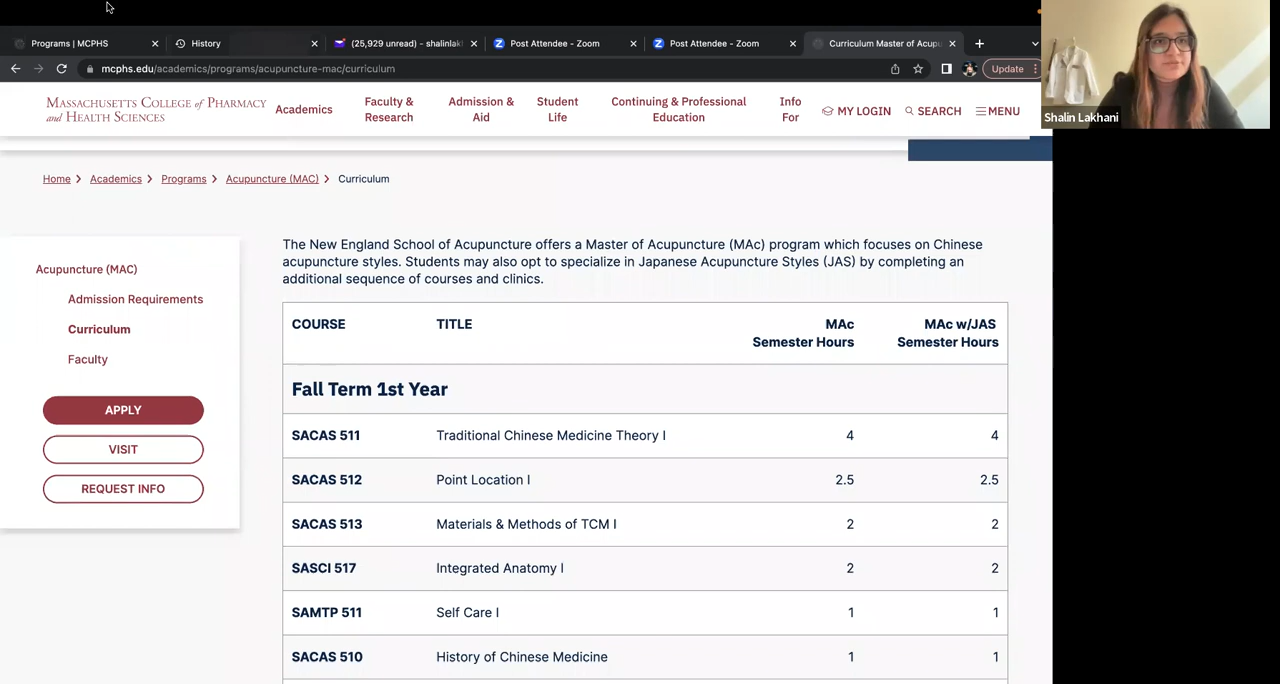 Programs | MCPHS
History
(25,929 unread) - shalinlak
Post Attendee - Zoom
Post Attendee - Zoom
Curriculum Master of Acupu
mcphs.edu/academics/programs/acupuncture-mac/curriculum
Update
Shalin Lakhani
MASSACHUSETTS COLLEGE of PHARMACY
and HEALTH SCIENCES
Academics
Faculty &
Research
Admission &
Aid
Student
Life
Continuing & Professional
Education
Info
For
MY LOGIN
SEARCH
MENU
Home > Academics > Programs > Acupuncture (MAC) > Curriculum
Acupuncture (MAC)
Admission Requirements
Curriculum
Faculty
APPLY
VISIT
REQUEST INFO
The New England School of Acupuncture offers a Master of Acupuncture (MAc) program which focuses on Chinese
acupuncture styles. Students may also opt to specialize in Japanese Acupuncture Styles (JAS) by completing an
additional sequence of courses and clinics.
COURSE TITLE MAc Semester Hours MAc w/JAS Semester Hours
Fall Term 1st Year
SACAS 511 Traditional Chinese Medicine Theory I 4 4
SACAS 512 Point Location I 2.5 2.5
SACAS 513 Materials & Methods of TCM I 2 2
SASCI 517 Integrated Anatomy I 2 2
SAMTP 511 Self Care I 1 1
SACAS 510 History of Chinese Medicine 1 1